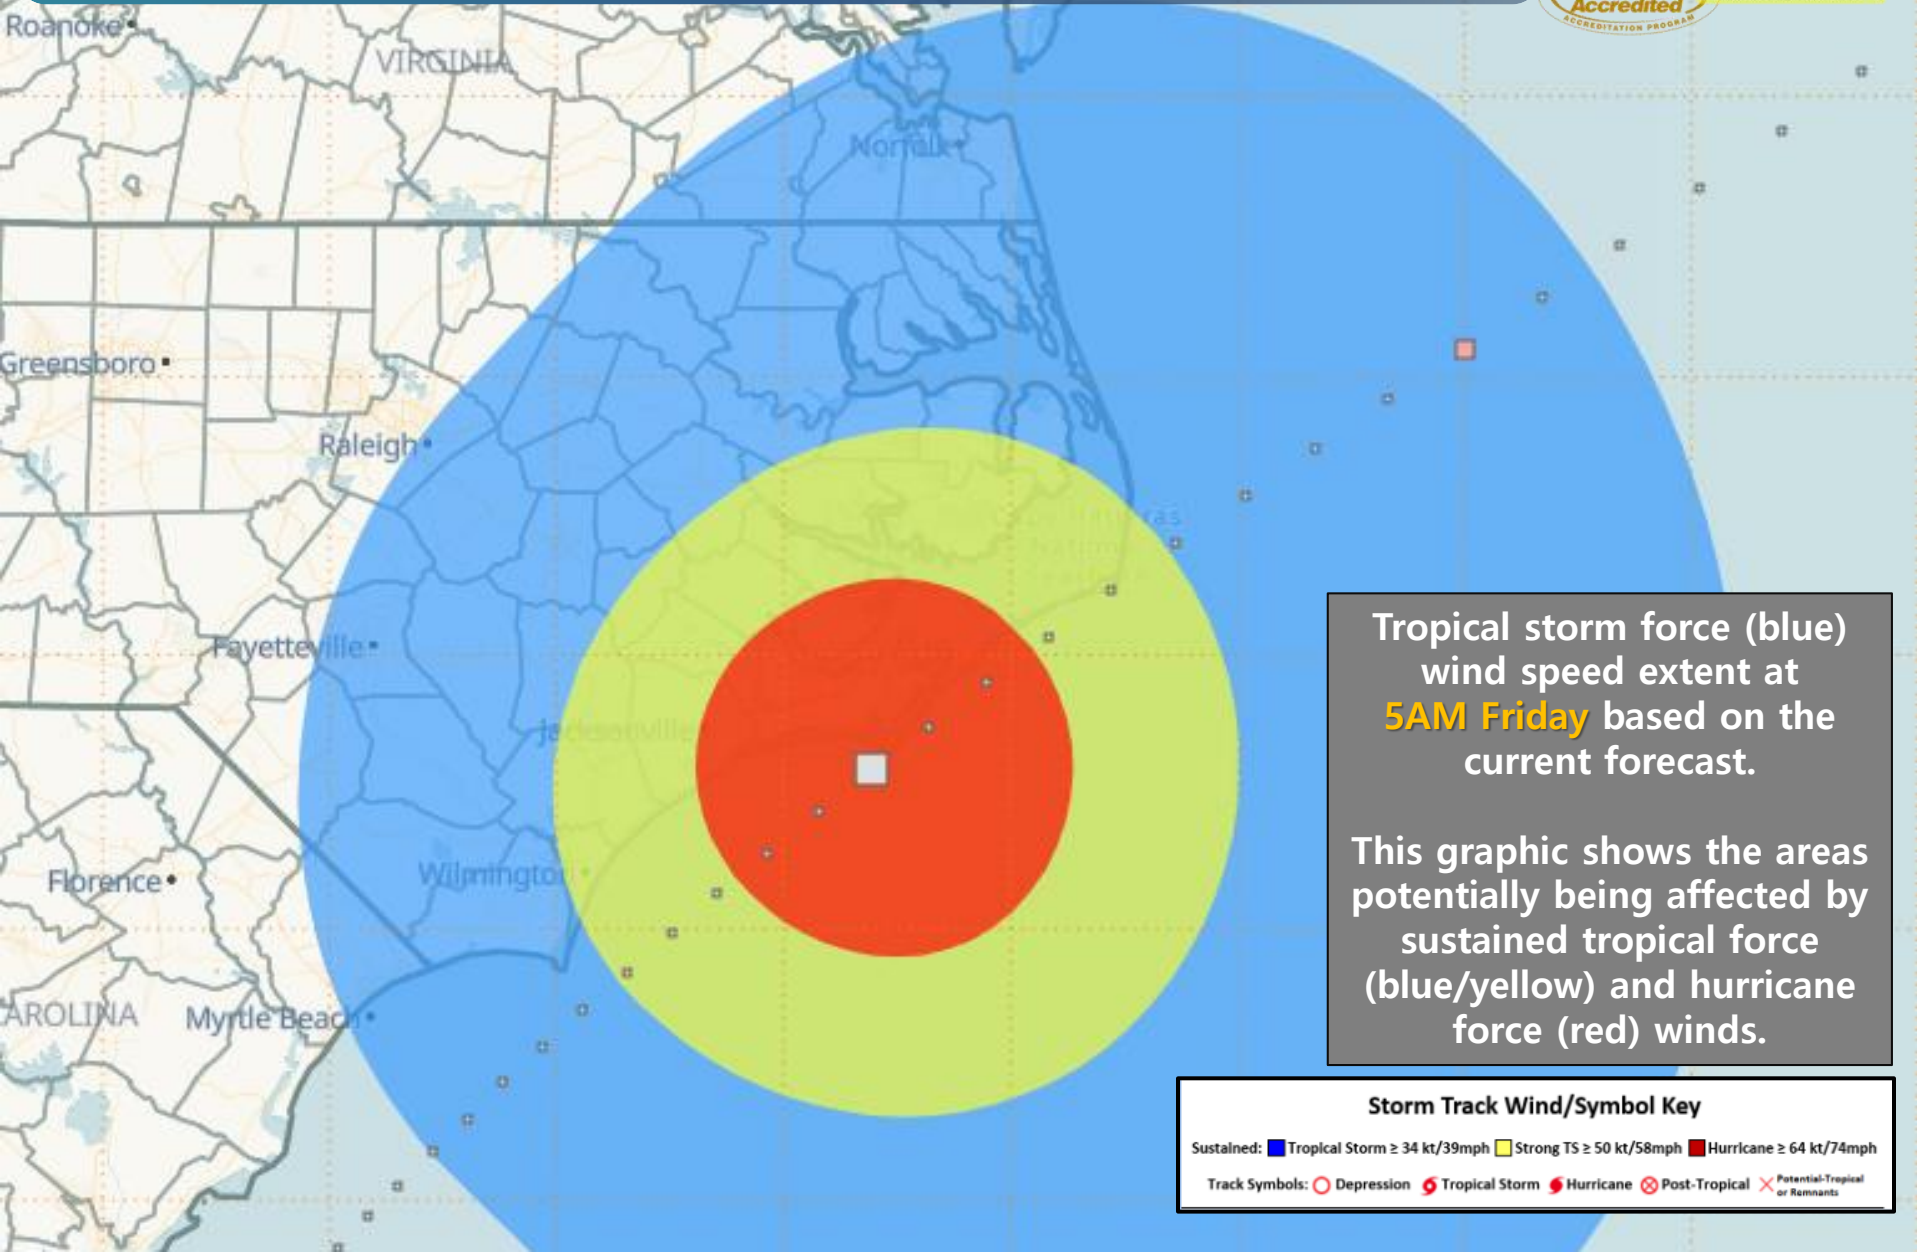 Accredited
ACCREDITATION PROGRAM
Roanoke
VIRGINIA
Norfolk
Greensboro
Raleigh
Fayetteville
Jacksonville
Wilmington
Florence
AROLINA
Myrtle Beach
Tropical storm force (blue)
wind speed extent at
5AM Friday based on the
current forecast.
This graphic shows the areas
potentially being affected by
sustained tropical force
(blue/yellow) and hurricane
force (red) winds.
Storm Track Wind/Symbol Key
Sustained: Tropical Storm ≥ 34 kt/39mph Strong TS ≥ 50 kt/58mph Hurricane ≥ 64 kt/74mph
Track Symbols: Depression Tropical Storm Hurricane Post-Tropical Potential-Tropical
or Remnants